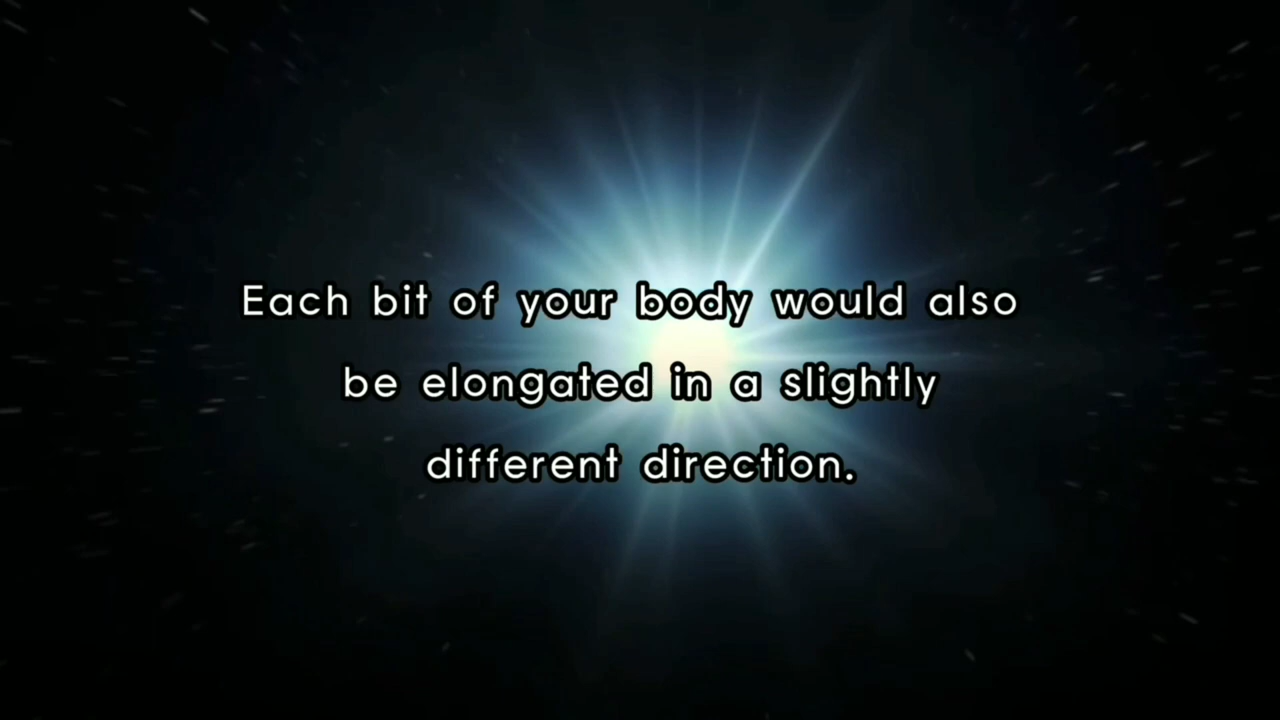 Each bit of your body would also
be elongated in a slightly
different direction.